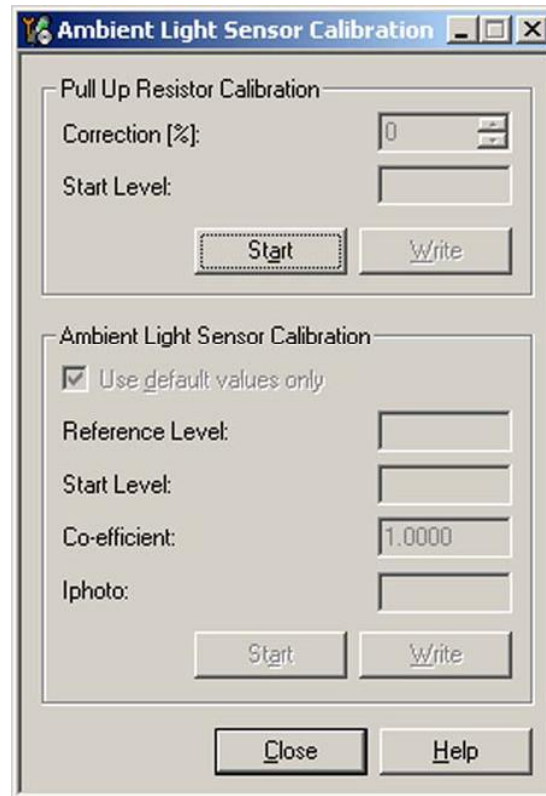 Ambient Light Sensor Calibration
Pull Up Resistor Calibration
Correction [%]: 0
Start Level:
Start Write
Ambient Light Sensor Calibration
Use default values only
Reference Level:
Start Level:
Co-efficient: 1.0000
Iphoto:
Start Write
Close Help